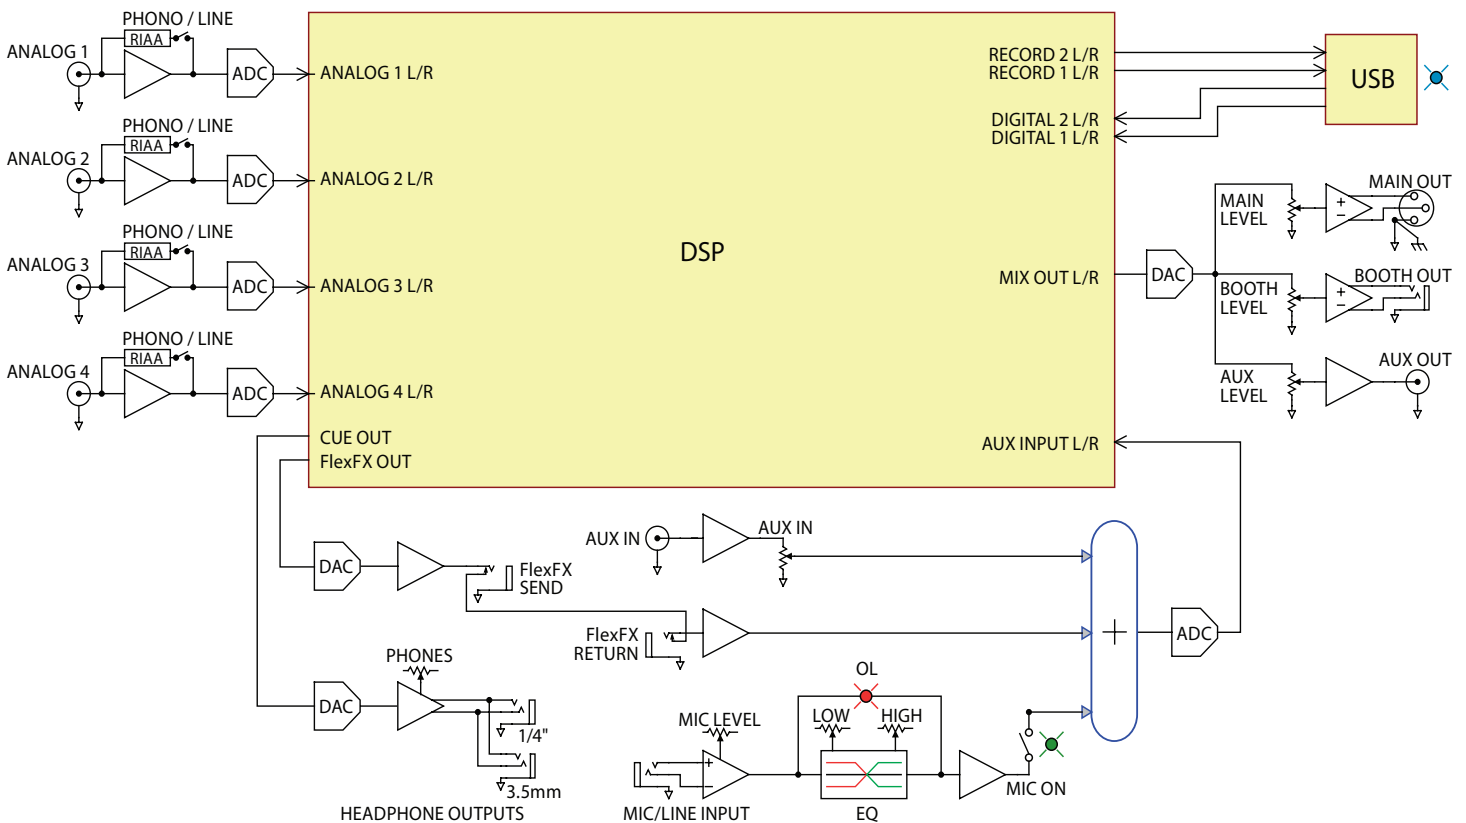 PHONO / LINE
ANALOG 1
RIAA
ADC
ANALOG 1 L/R
PHONO / LINE
ANALOG 2
RIAA
ADC
ANALOG 2 L/R
PHONO / LINE
ANALOG 3
RIAA
ADC
ANALOG 3 L/R
PHONO / LINE
ANALOG 4
RIAA
ADC
ANALOG 4 L/R
CUE OUT
FlexFX OUT
DSP
RECORD 2 L/R
RECORD 1 L/R
DIGITAL 2 L/R
DIGITAL 1 L/R
USB
MIX OUT L/R
DAC
MAIN
LEVEL
+
−
MAIN OUT
BOOTH
LEVEL
+
−
BOOTH OUT
AUX
LEVEL
AUX OUT
AUX INPUT L/R
DAC
FlexFX
SEND
AUX IN
AUX IN
FlexFX
RETURN
+
ADC
PHONES
DAC
1/4"
3.5mm
HEADPHONE OUTPUTS
MIC LEVEL
+
−
MIC/LINE INPUT
OL
LOW
HIGH
EQ
MIC ON